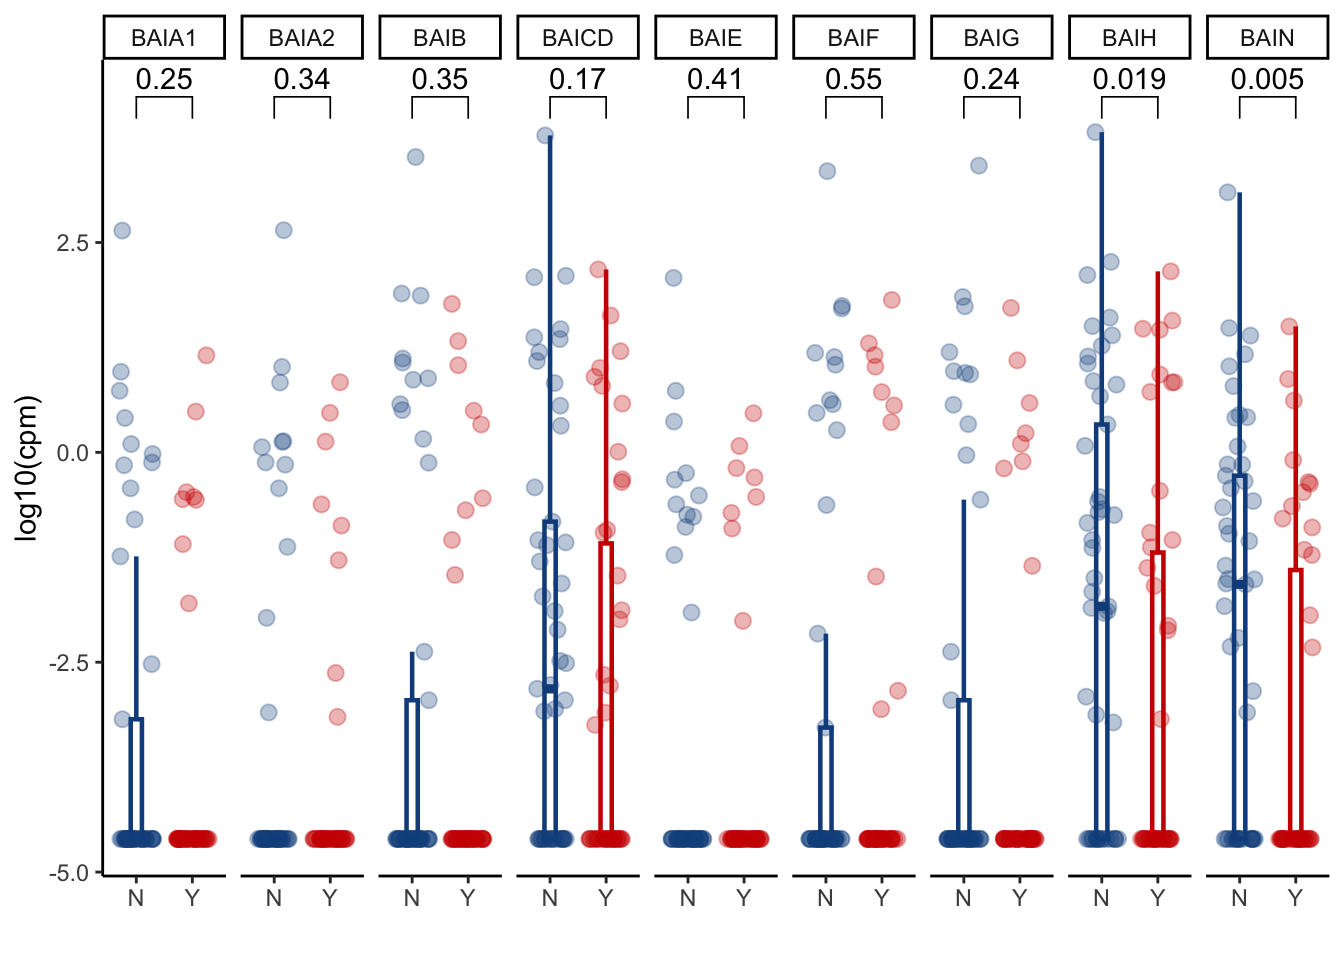 BAIA1 BAIA2 BAIB BAICD BAIE BAIF BAIG BAIH BAIN
0.25 0.34 0.35 0.17 0.41 0.55 0.24 0.019 0.005
log10(cpm)
2.5
0.0
-2.5
-5.0
N Y N Y N Y N Y N Y N Y N Y N Y N Y